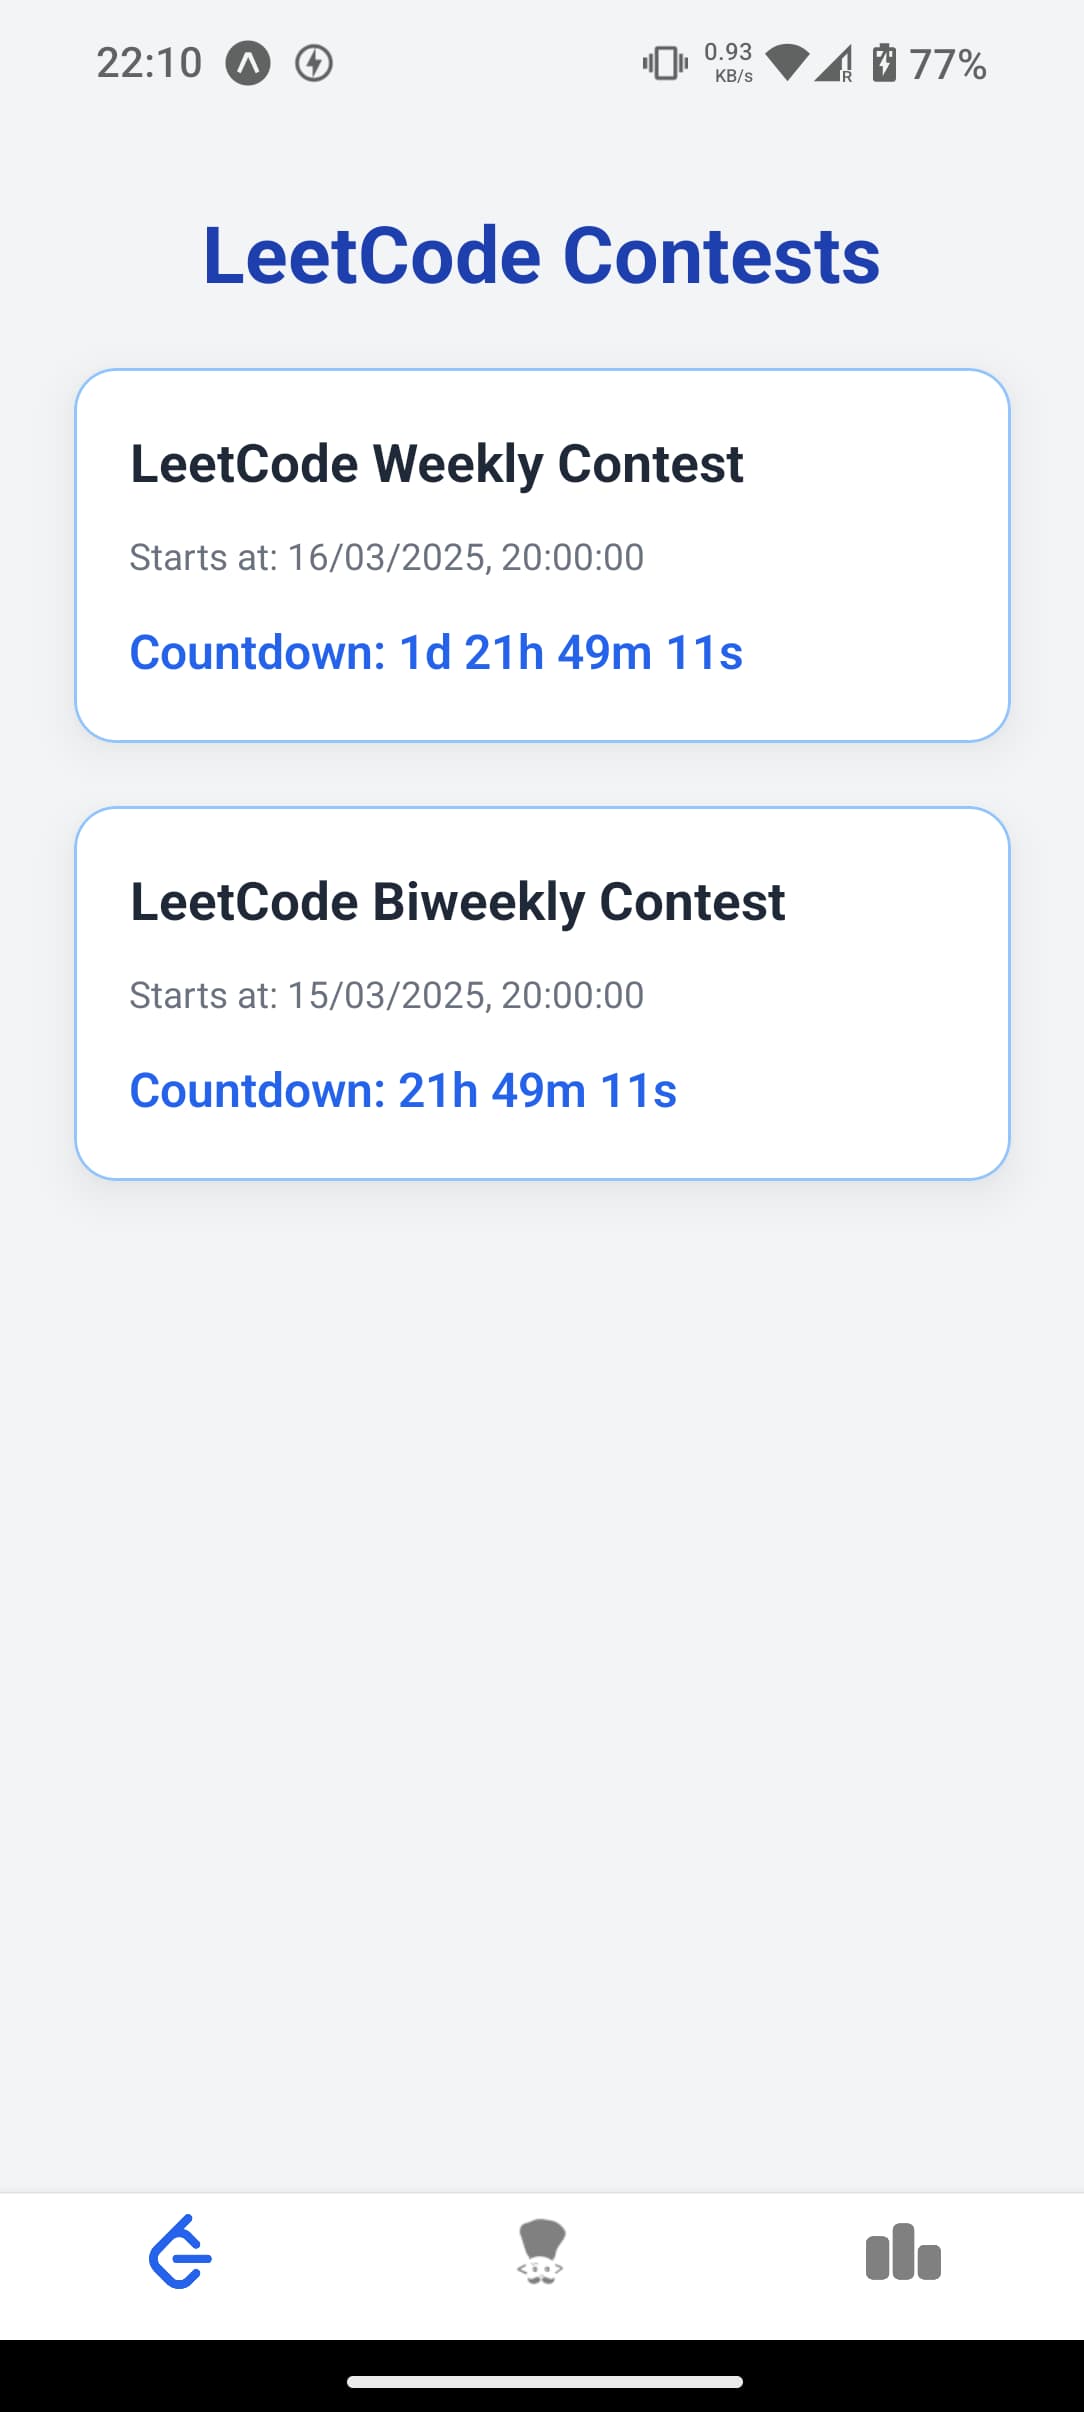 22:10
0.93
KB/s
R
77%
LeetCode Contests
LeetCode Weekly Contest
Starts at: 16/03/2025, 20:00:00
Countdown: 1d 21h 49m 11s
LeetCode Biweekly Contest
Starts at: 15/03/2025, 20:00:00
Countdown: 21h 49m 11s